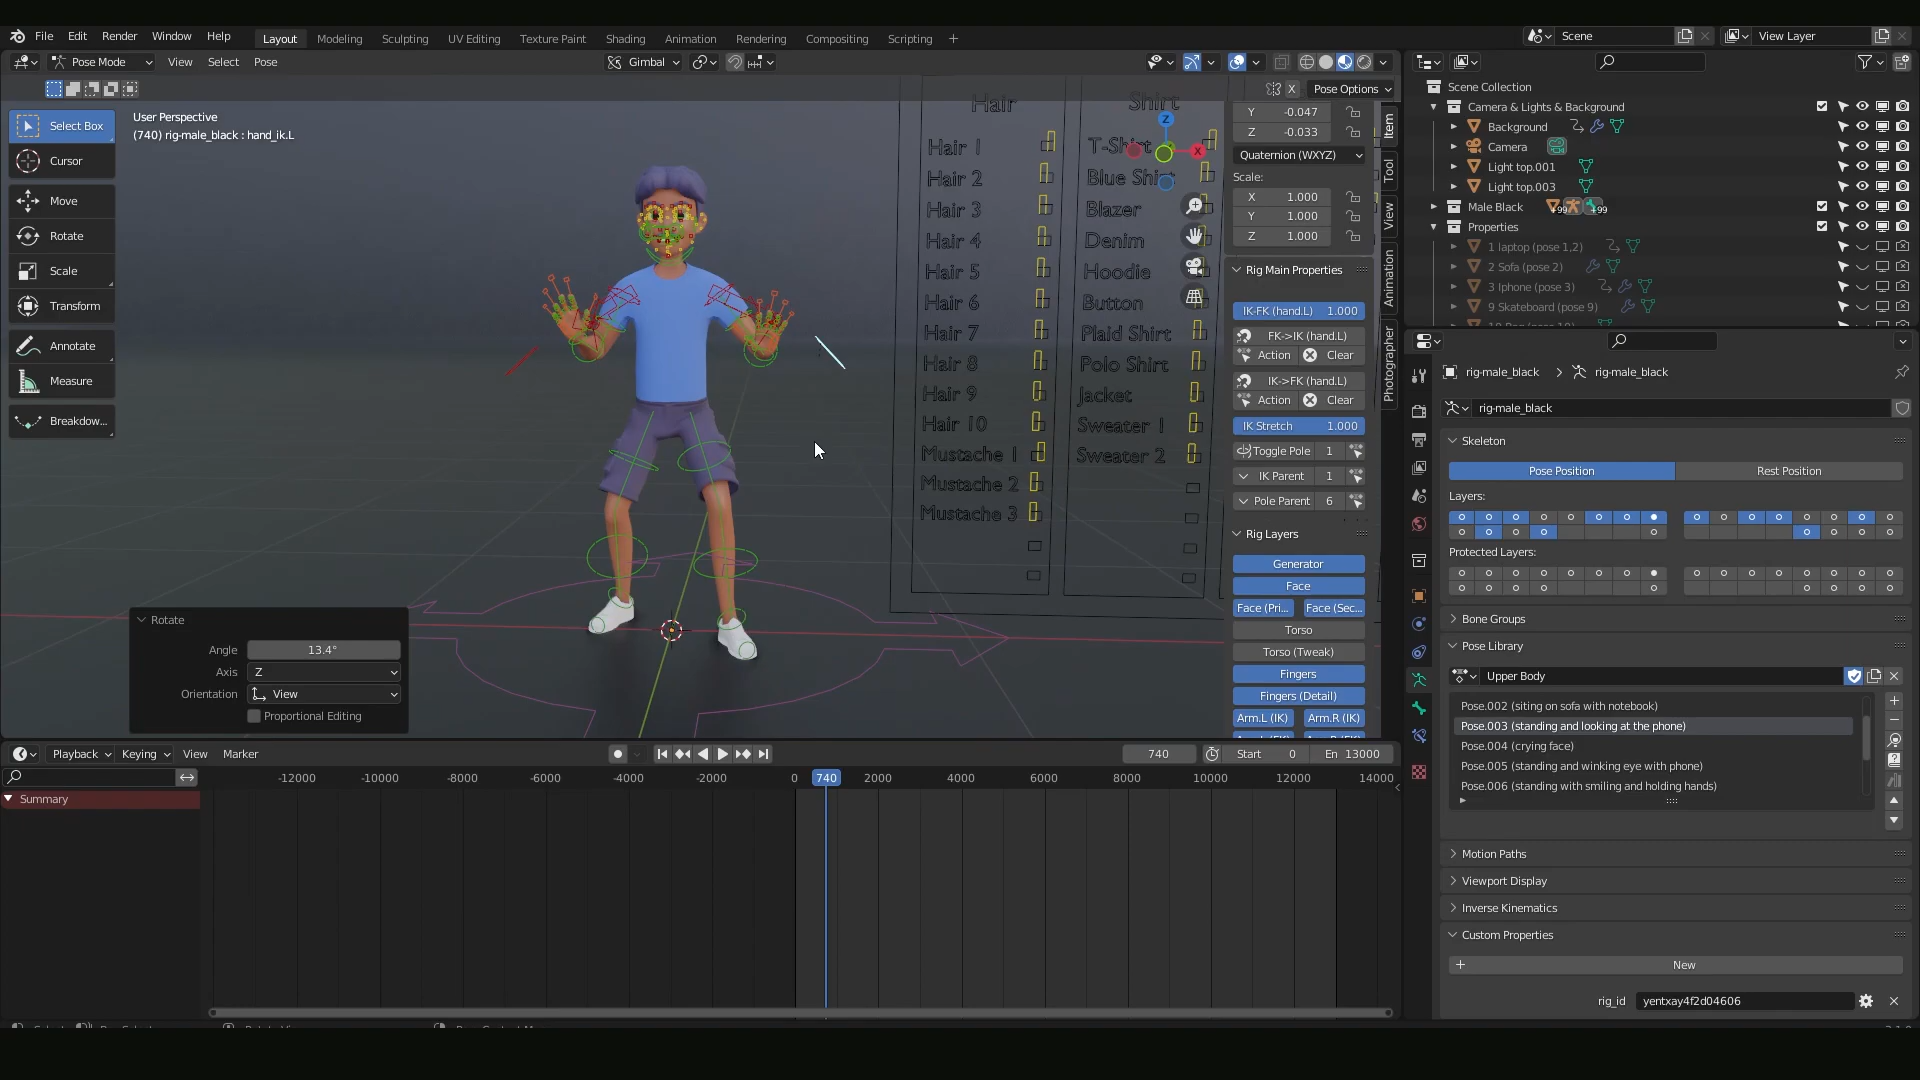 File Edit Render Window Help Layout Modeling Sculpting UV Editing Texture Paint Shading Animation Rendering Compositing Scripting + Scene View Layer
Pose Mode View Select Pose Gimbal
X Pose Options
Select Box
Cursor
Move
Rotate
Scale
Transform
Annotate
Measure
Breakdow...
User Perspective
(740) rig-male_black : hand_ik.L
Hair
Hair 1
Hair 2
Hair 3
Hair 4
Hair 5
Hair 6
Hair 7
Hair 8
Hair 9
Hair 10
Mustache 1
Mustache 2
Mustache 3
Shirt
T-Shirt
Blue Shirt
Blazer
Denim
Hoodie
Button
Plaid Shirt
Polo Shirt
Jacket
Sweater 1
Sweater 2
Z
X
Y -0.047
Z -0.033
Quaternion (WXYZ)
Scale:
X 1.000
Y 1.000
Z 1.000
Rig Main Properties
IK-FK (hand.L) 1.000
FK->IK (hand.L)
Action Clear
IK->FK (hand.L)
Action Clear
IK Stretch 1.000
Toggle Pole 1
IK Parent 1
Pole Parent 6
Rig Layers
Generator
Face
Face (Pri... Face (Sec...
Torso
Torso (Tweak)
Fingers
Fingers (Detail)
Arm.L (IK) Arm.R (IK)
Item
Tool
View
Animation
Photographer
Rotate
Angle 13.4°
Axis Z
Orientation View
Proportional Editing
Playback Keying View Marker 740 Start 0 En 13000
-12000 -10000 -8000 -6000 -4000 -2000 0 740 2000 4000 6000 8000 10000 12000 14000
Summary
Scene Collection
Camera & Lights & Background
Background
Camera
Light top.001
Light top.003
Male Black +99 +99
Properties
1 laptop (pose 1,2)
2 Sofa (pose 2)
3 Iphone (pose 3)
9 Skateboard (pose 9)
rig-male_black > rig-male_black
rig-male_black
Skeleton
Pose Position Rest Position
Layers:
Protected Layers:
Bone Groups
Pose Library
Upper Body
Pose.002 (siting on sofa with notebook)
Pose.003 (standing and looking at the phone)
Pose.004 (crying face)
Pose.005 (standing and winking eye with phone)
Pose.006 (standing with smiling and holding hands)
Motion Paths
Viewport Display
Inverse Kinematics
Custom Properties
+ New
rig_id yentxay4f2d04606